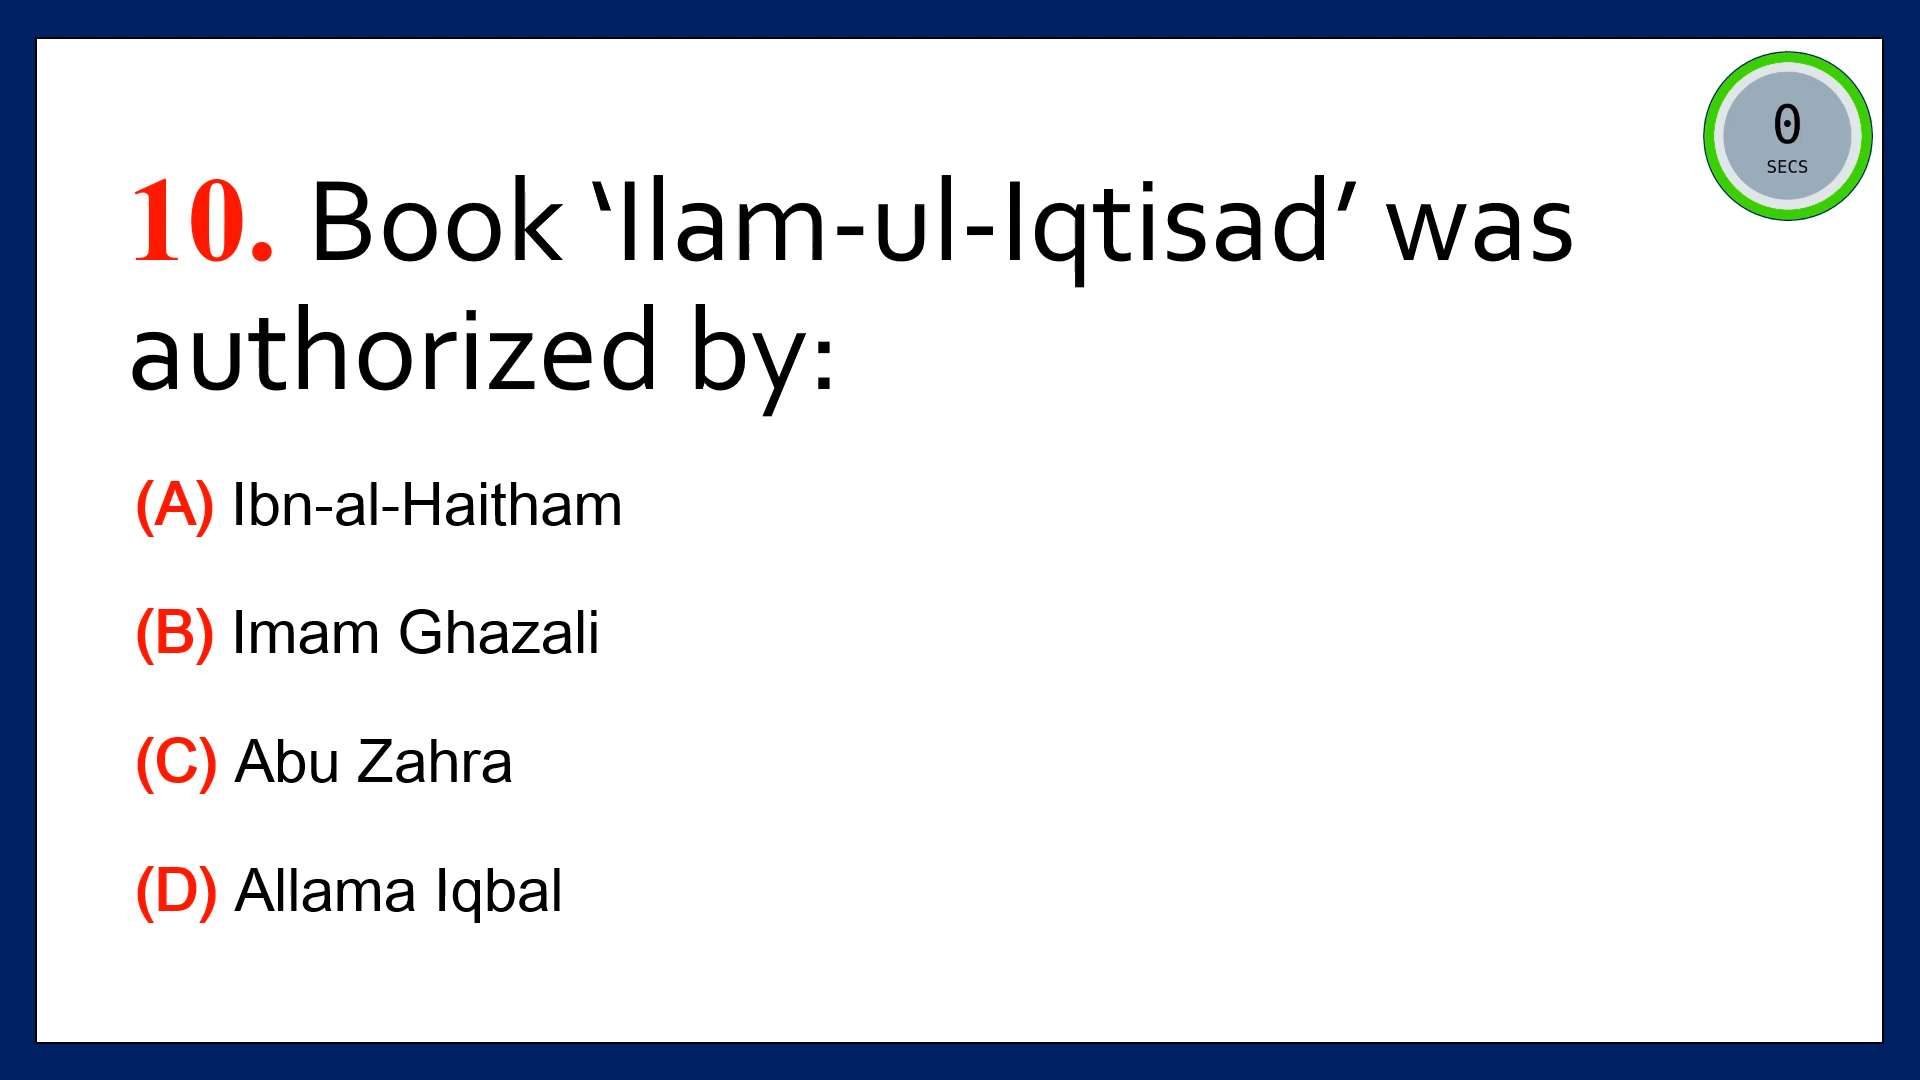 0
SECS
10. Book ‘Ilam-ul-Iqtisad’ was
authorized by:
(A) Ibn-al-Haitham
(B) Imam Ghazali
(C) Abu Zahra
(D) Allama Iqbal